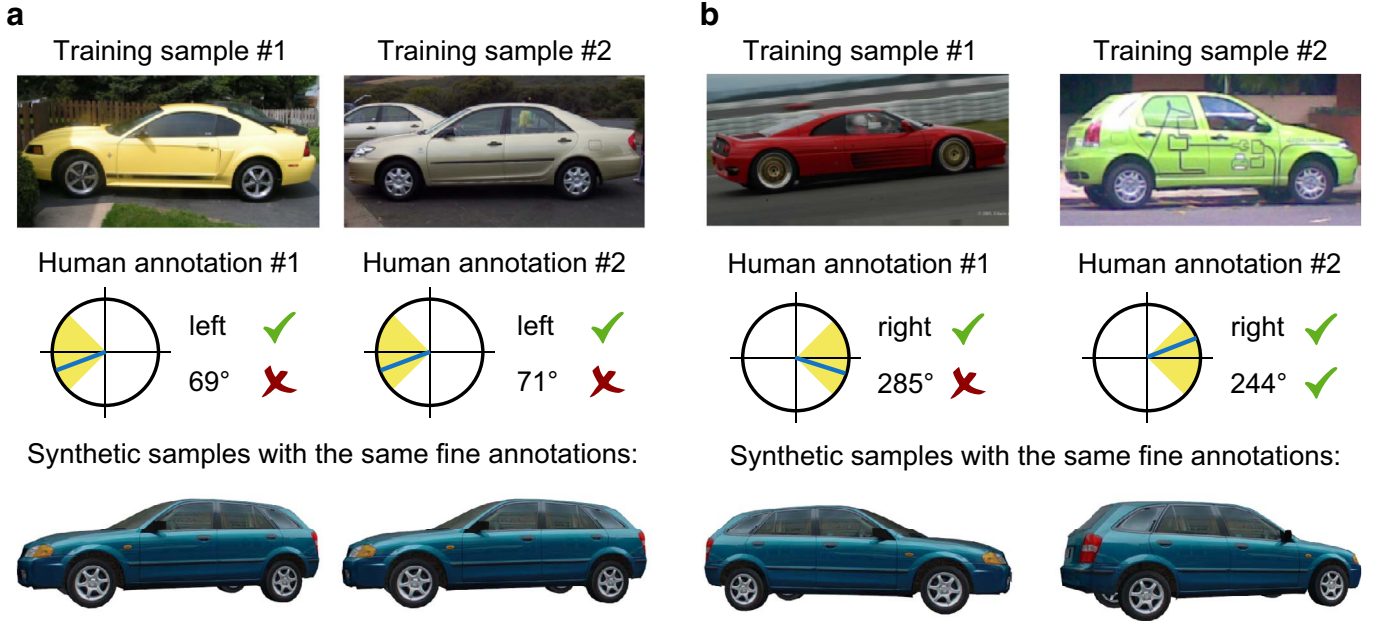 a
Training sample #1
Training sample #2
Human annotation #1
Human annotation #2
left
69°
left
71°
Synthetic samples with the same fine annotations:
b
Training sample #1
Training sample #2
Human annotation #1
Human annotation #2
right
285°
right
244°
Synthetic samples with the same fine annotations: